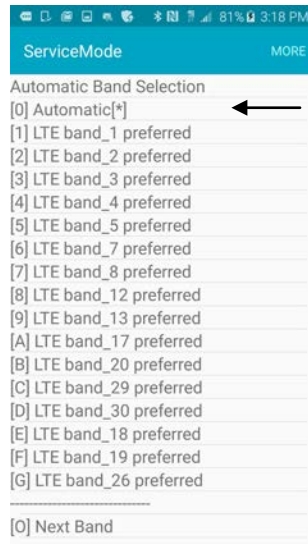 81% 3:18 PM
ServiceMode MORE
Automatic Band Selection
[0] Automatic[*]
[1] LTE band_1 preferred
[2] LTE band_2 preferred
[3] LTE band_3 preferred
[4] LTE band_4 preferred
[5] LTE band_5 preferred
[6] LTE band_7 preferred
[7] LTE band_8 preferred
[8] LTE band_12 preferred
[9] LTE band_13 preferred
[A] LTE band_17 preferred
[B] LTE band_20 preferred
[C] LTE band_29 preferred
[D] LTE band_30 preferred
[E] LTE band_18 preferred
[F] LTE band_19 preferred
[G] LTE band_26 preferred
----------------------------
[O] Next Band